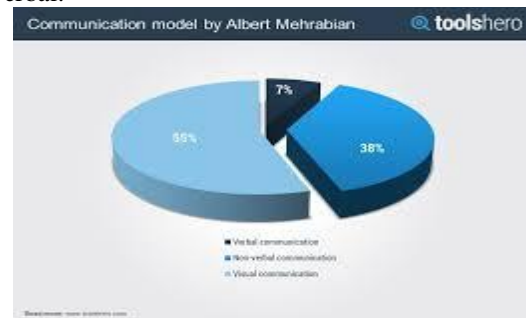 Communication model by Albert Mehrabian
toolshero
7%
55%
38%
Verbal communication
Non-verbal communication
Visual communication